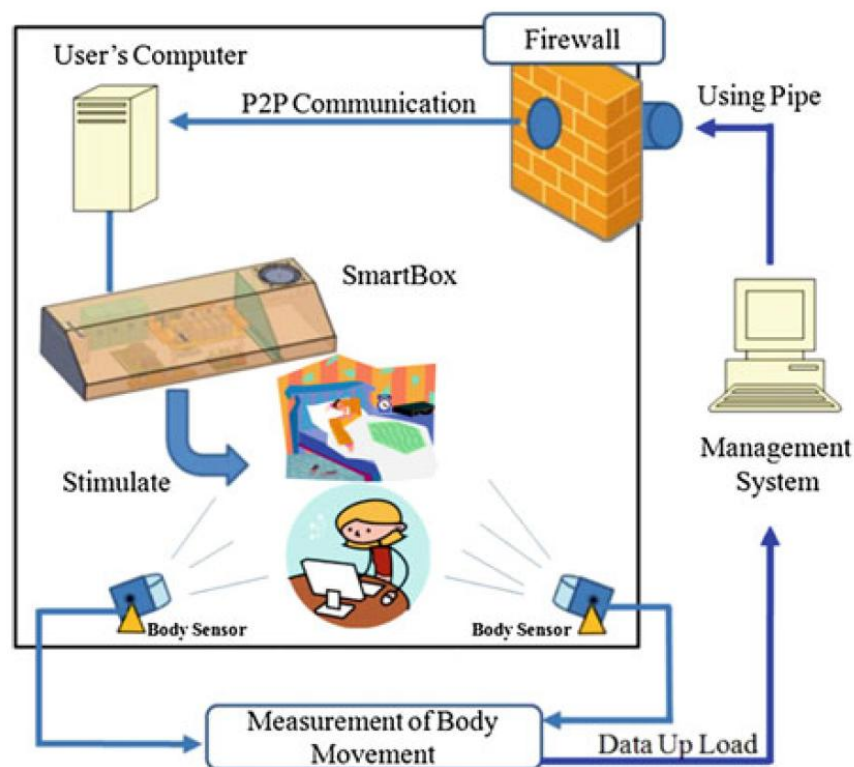 Firewall
User's Computer
P2P Communication
Using Pipe
SmartBox
Management
System
Stimulate
Body Sensor
Body Sensor
Measurement of Body
Movement
Data Up Load